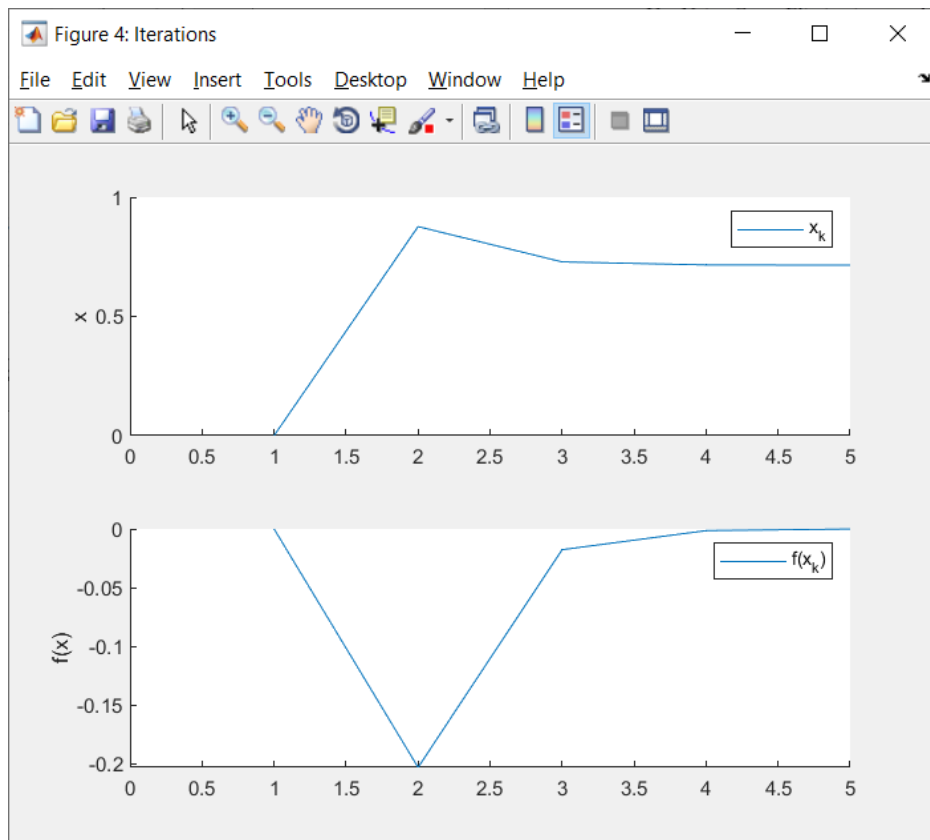 Figure 4: Iterations
File Edit View Insert Tools Desktop Window Help
1
x_k
x 0.5
0
0 0.5 1 1.5 2 2.5 3 3.5 4 4.5 5
0
f(x_k)
-0.05
f(x) -0.1
-0.15
-0.2
0 0.5 1 1.5 2 2.5 3 3.5 4 4.5 5